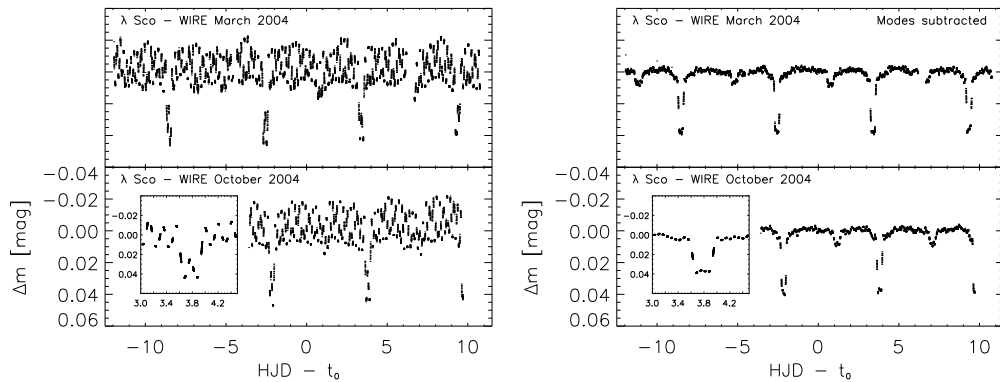 λ Sco – WIRE March 2004
λ Sco – WIRE October 2004
−0.04
−0.02
0.00
0.02
0.04
0.06
Δm [mag]
−0.02
0.00
0.02
0.04
3.0 3.6 3.8 4.2
−10 −5 0 5 10
HJD − t₀
λ Sco – WIRE March 2004 Modes subtracted
λ Sco – WIRE October 2004
−0.04
−0.02
0.00
0.02
0.04
0.06
Δm [mag]
−0.02
0.00
0.02
0.04
3.0 3.6 3.8 4.2
−10 −5 0 5 10
HJD − t₀